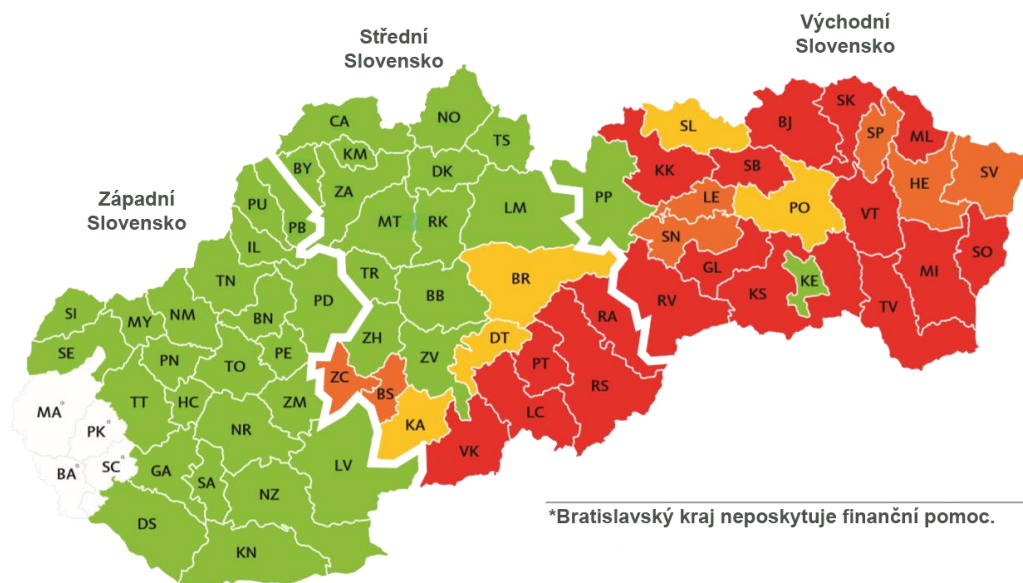 Střední
Slovensko
Východní
Slovensko
Západní
Slovensko
CA
NO
TS
BY
KM
ZA
DK
MT
RK
LM
PU
PB
IL
TN
TR
BB
BR
PD
SI
MY
NM
BN
SE
PN
TO
PE
ZH
ZV
DT
RA
ZC
BS
PT
RS
MA*
PK*
BA*
SC*
TT
HC
ZM
NR
KA
LC
VK
GA
SA
NZ
LV
DS
KN
SL
BJ
SK
SP
ML
KK
SB
PP
LE
PO
HE
SV
VT
SN
GL
KE
SO
RV
KS
MI
TV
*Bratislavský kraj neposkytuje finanční pomoc.